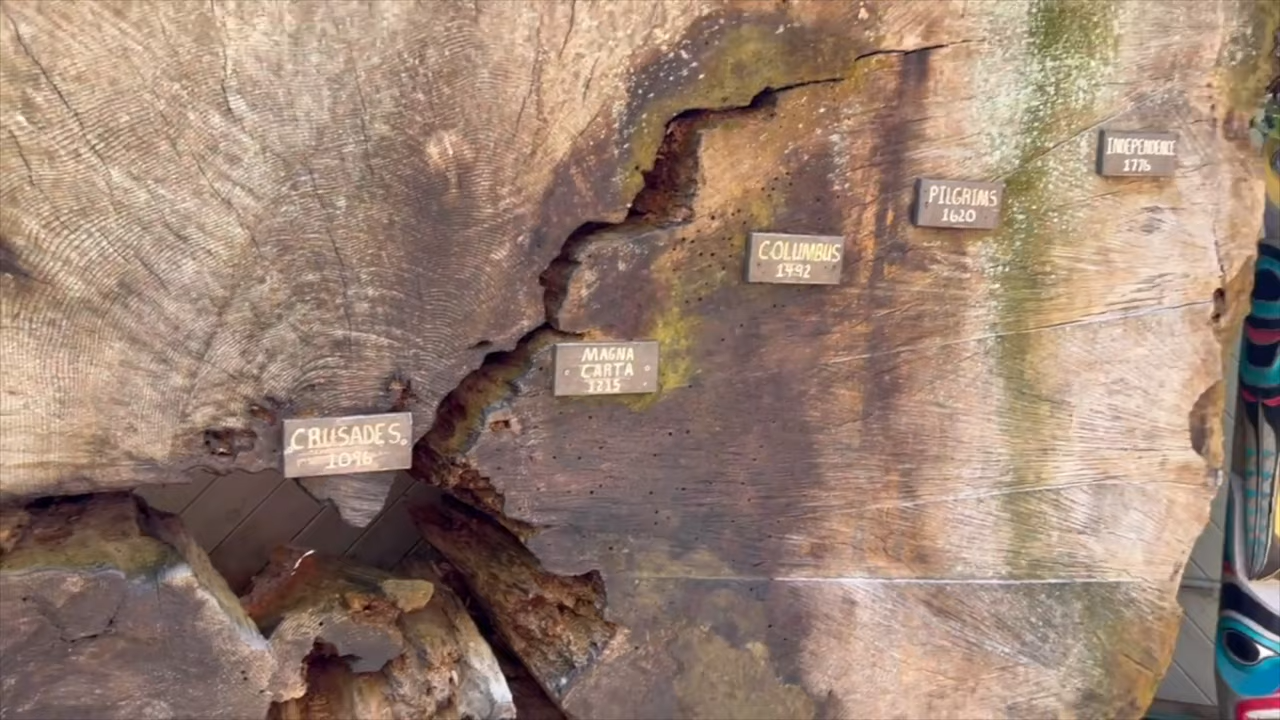 CRUSADES
1096
MAGNA
CARTA
1215
COLUMBUS
1492
PILGRIMS
1620
INDEPENDENCE
1776